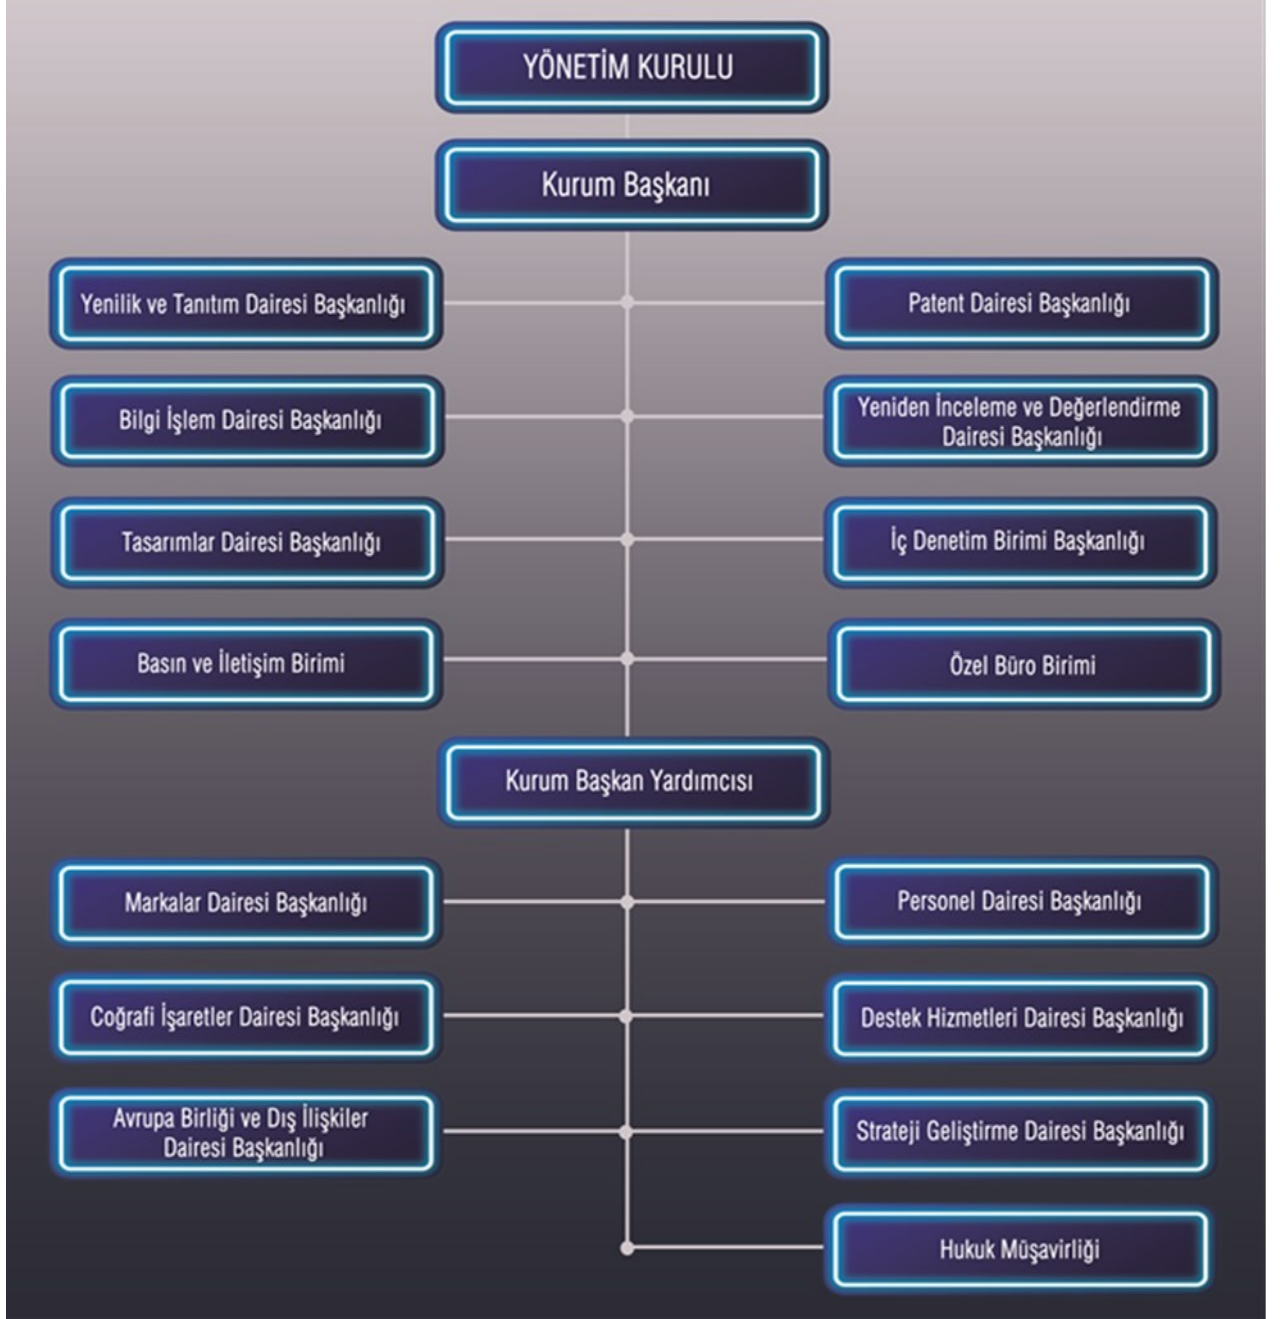 YÖNETİM KURULU
Kurum Başkanı
Yenilik ve Tanıtım Dairesi Başkanlığı
Patent Dairesi Başkanlığı
Bilgi İşlem Dairesi Başkanlığı
Yeniden İnceleme ve Değerlendirme
Dairesi Başkanlığı
Tasarımlar Dairesi Başkanlığı
İç Denetim Birimi Başkanlığı
Basın ve İletişim Birimi
Özel Büro Birimi
Kurum Başkan Yardımcısı
Markalar Dairesi Başkanlığı
Personel Dairesi Başkanlığı
Coğrafi İşaretler Dairesi Başkanlığı
Destek Hizmetleri Dairesi Başkanlığı
Avrupa Birliği ve Dış İlişkiler
Dairesi Başkanlığı
Strateji Geliştirme Dairesi Başkanlığı
Hukuk Müşavirliği